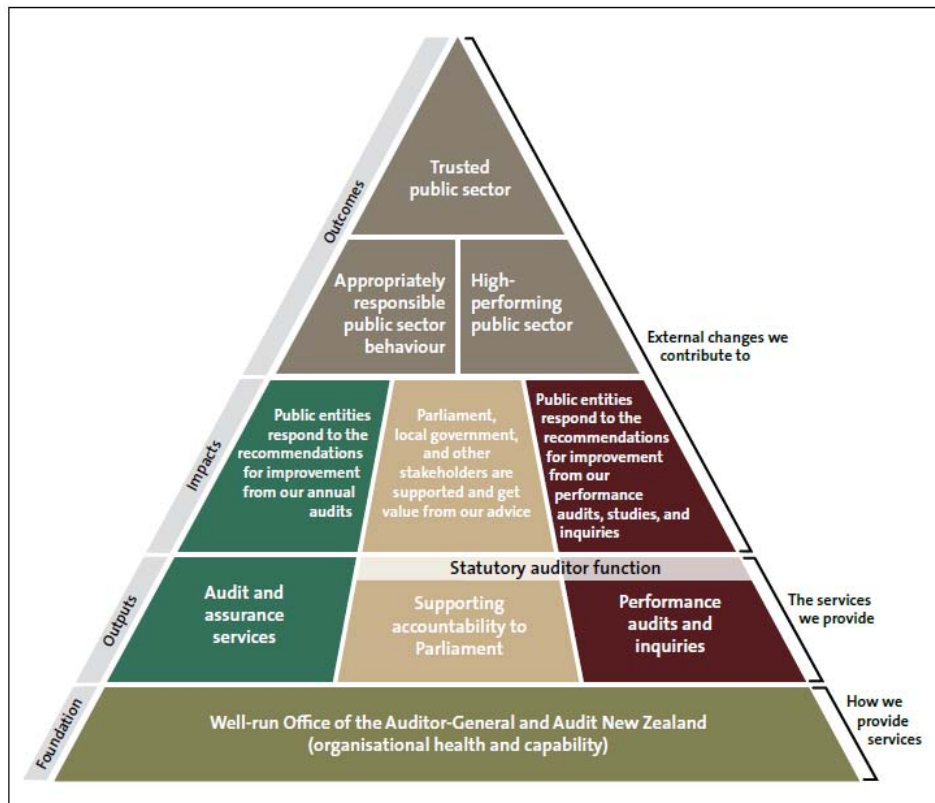 Outcomes
Trusted
public sector
Appropriately
responsible
public sector
behaviour
High-
performing
public sector
External changes we
contribute to
Impacts
Public entities
respond to the
recommendations
for improvement
from our annual
audits
Parliament,
local government,
and other
stakeholders are
supported and get
value from our advice
Public entities
respond to the
recommendations
for improvement
from our
performance
audits, studies, and
inquiries
Outputs
Statutory auditor function
Audit and
assurance
services
Supporting
accountability to
Parliament
Performance
audits and
inquiries
The services
we provide
Foundation
Well-run Office of the Auditor-General and Audit New Zealand
(organisational health and capability)
How we
provide
services